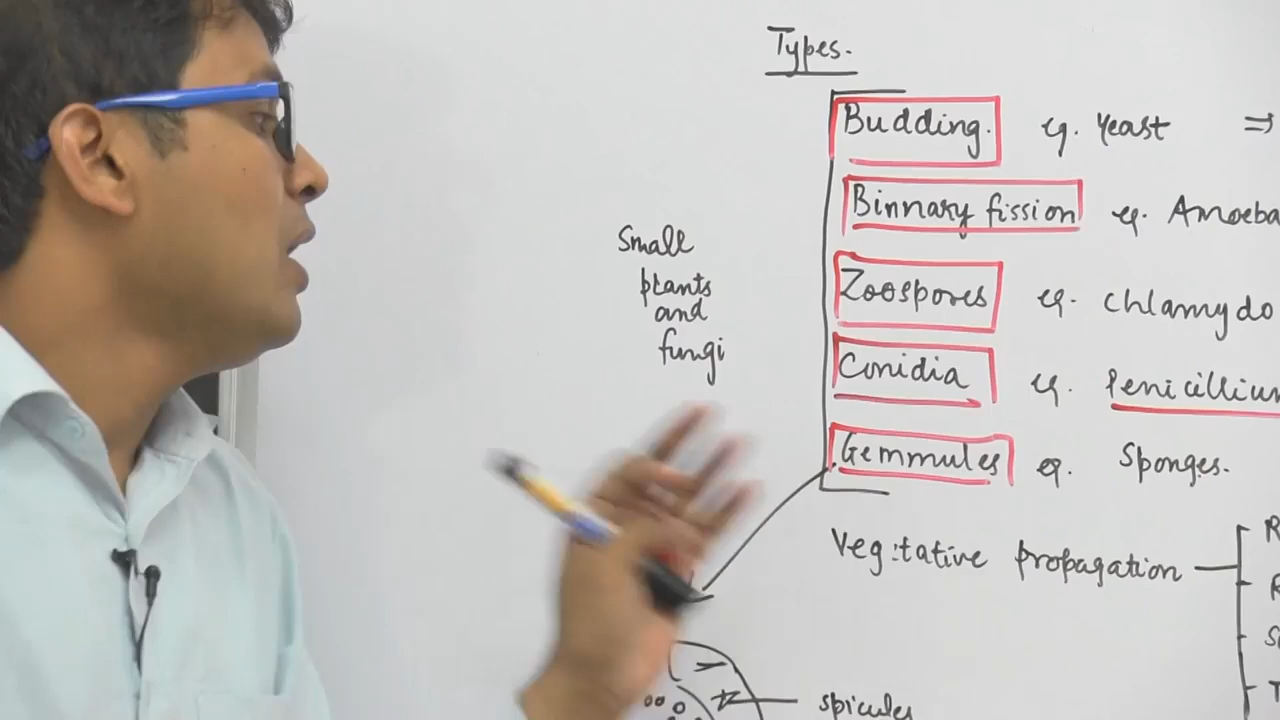 Types.
Budding. eg. Yeast ⇒
Binnary fission eg. Amoeba
Zoospores eg. Chlamydo
Conidia eg. Penicillium
Gemmules eg. Sponges.
Small
plants
and
fungi
Vegitative propagation
R
R
S
T
spicules